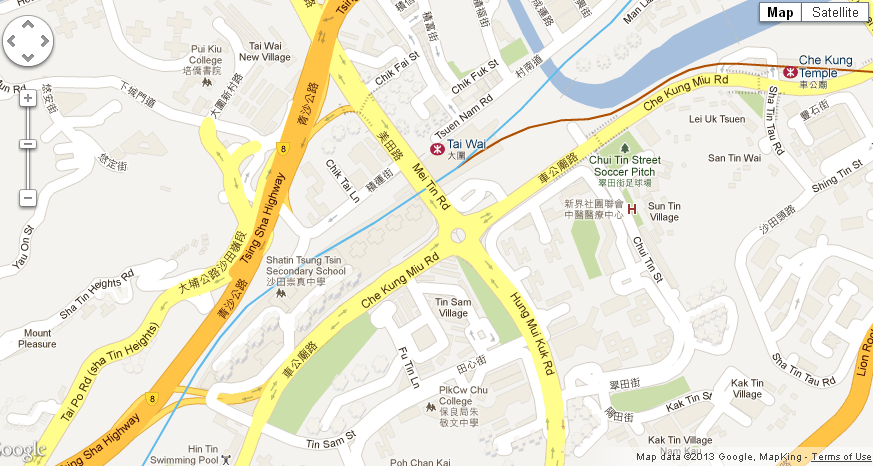 Map
Satellite
Che Kung
Temple
車公廟
Pui Kiu
College
培僑書院
Tai Wai
New Village
大圍新村路
下城門道
Tsing Sha Highway
青沙公路
積富街
Chik Fai St
Chik Fuk St
村南道
Tsuen Nam Rd
美田路
Mei Tin Rd
Tai Wai
大圍
Che Kung Miu Rd
車公廟路
Lei Uk Tsuen
Sha Tin Tau Rd
San Tin Wai
Shing Tin St
沙田頭路
Chui Tin Street
Soccer Pitch
翠田街足球場
新界社團聯會
中醫醫療中心
H
Sun Tin
Village
Chui Tin St
8
Chik Tai Ln
積運街
Yau On St
Sha Tin Heights Rd
大埔公路沙田嶺段
Tsing Sha Highway
青沙公路
Shatin Tsung Tsin
Secondary School
沙田崇真中學
Che Kung Miu Rd
車公廟路
Mount
Pleasure
Tai Po Rd (sha Tin Heights)
Tin Sam
Village
Hung Mui Kuk Rd
Fu Tin Ln
田心街
PlkCw Chu
College
保良局朱
敬文中學
Tin Sam St
Hin Tin
Swimming Pool
Poh Chan Kai
8
Tsing Sha Highway
翠田街
隔田街
Kak Tin St
Kak Tin
Village
Sha Tin Tau Rd
Lion Roc
Kak Tin Village
Nam Kau
Google
Map data ©2013 Google, MapKing - Terms of Use